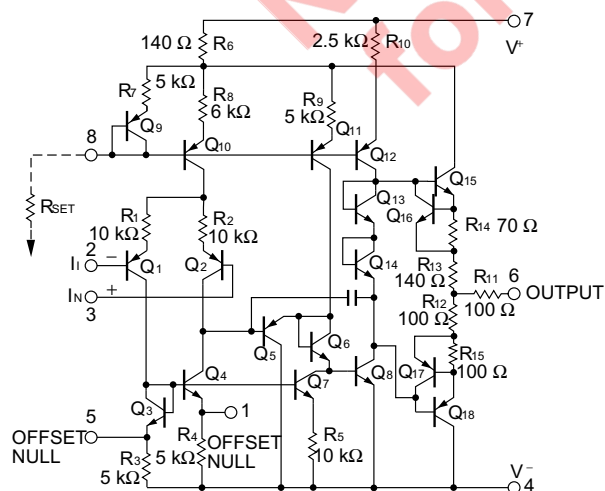 7
140 Ω R6
2.5 kΩ R10
V+
R7 5 kΩ
R8 6 kΩ
R9 5 kΩ
8
Q9
Q10
Q11
Q12
Q13
Q15
Q16
RSET
R1 10 kΩ
R2 10 kΩ
R14 70 Ω
2
II −
Q1
Q2
Q14
R13 140 Ω
R11 100 Ω
6
OUTPUT
IN +
3
R12 100 Ω
Q5
Q6
R15 100 Ω
Q4
Q7
Q8
Q17
Q3
Q18
5
1
OFFSET NULL
R4 5 kΩ
OFFSET NULL
R5 10 kΩ
R3 5 kΩ
V−
4